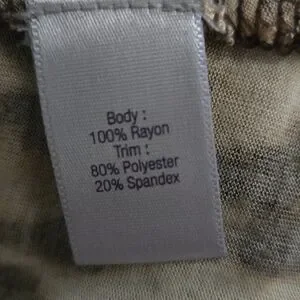 Body :
100% Rayon
Trim :
80% Polyester
20% Spandex